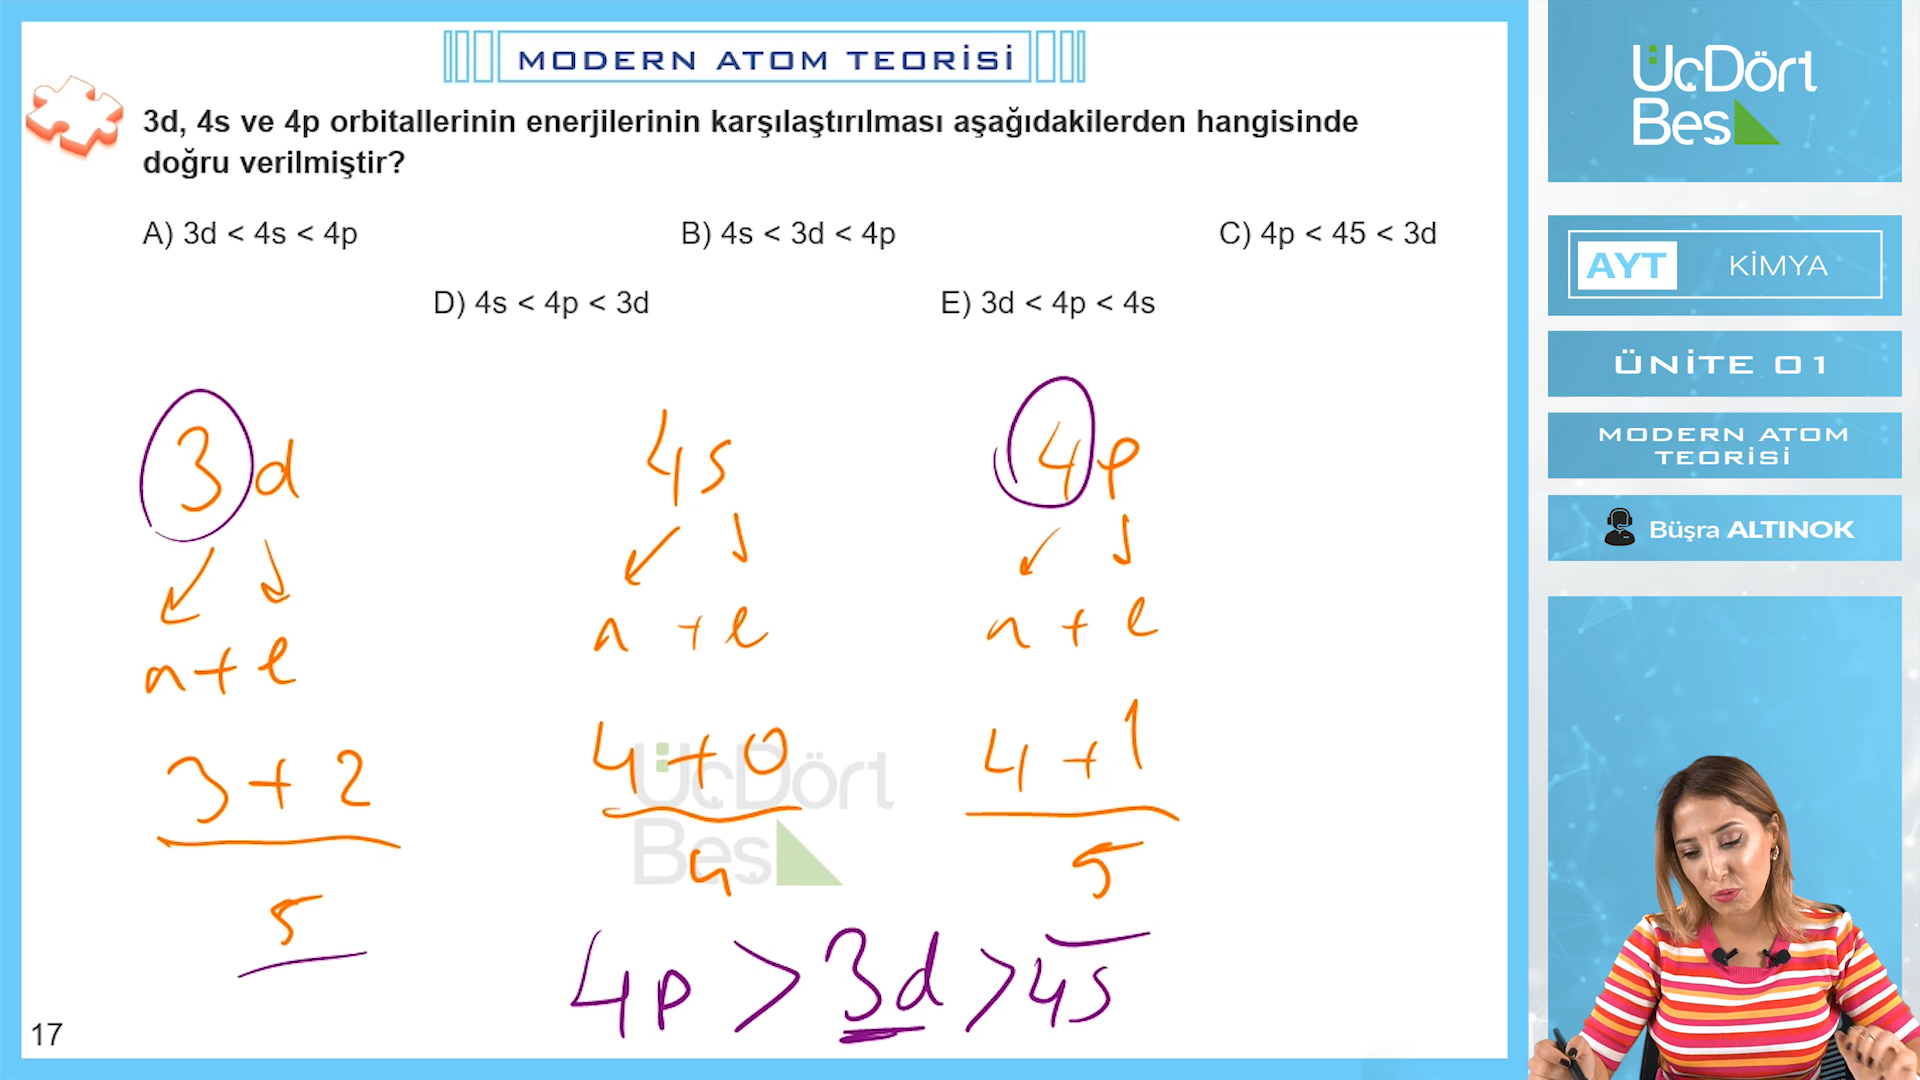 MODERN ATOM TEORİSİ
3d, 4s ve 4p orbitallerinin enerjilerinin karşılaştırılması aşağıdakilerden hangisinde
doğru verilmiştir?
A) 3d < 4s < 4p B) 4s < 3d < 4p C) 4p < 45 < 3d
D) 4s < 4p < 3d E) 3d < 4p < 4s
3d 4s 4p
n+l n+l n+l
3+2 4+0 4+1
5 4 5
4p > 3d > 4s
17
ÜçDört
Beş
ÜçDört
Beş
AYT KİMYA
ÜNİTE 01
MODERN ATOM
TEORİSİ
Büşra ALTINOK